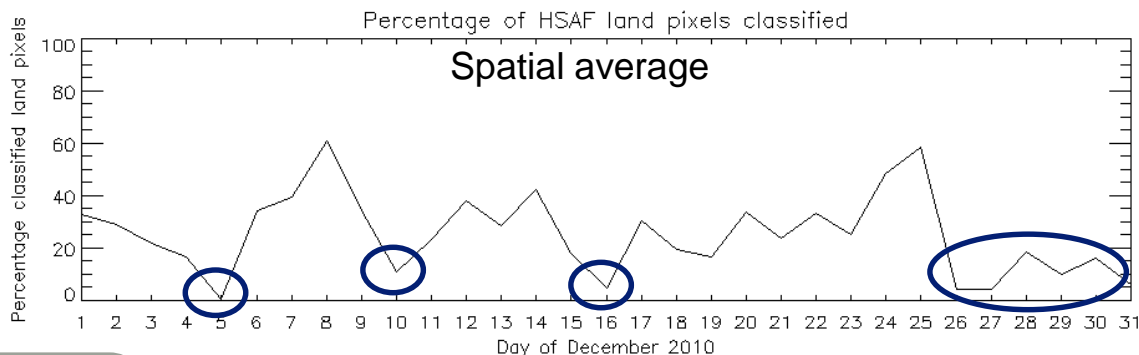 Percentage of HSAF land pixels classified
Spatial average
Percentage classified land pixels
100
80
60
40
20
0
1 2 3 4 5 6 7 8 9 10 11 12 13 14 15 16 17 18 19 20 21 22 23 24 25 26 27 28 29 30 31
Day of December 2010